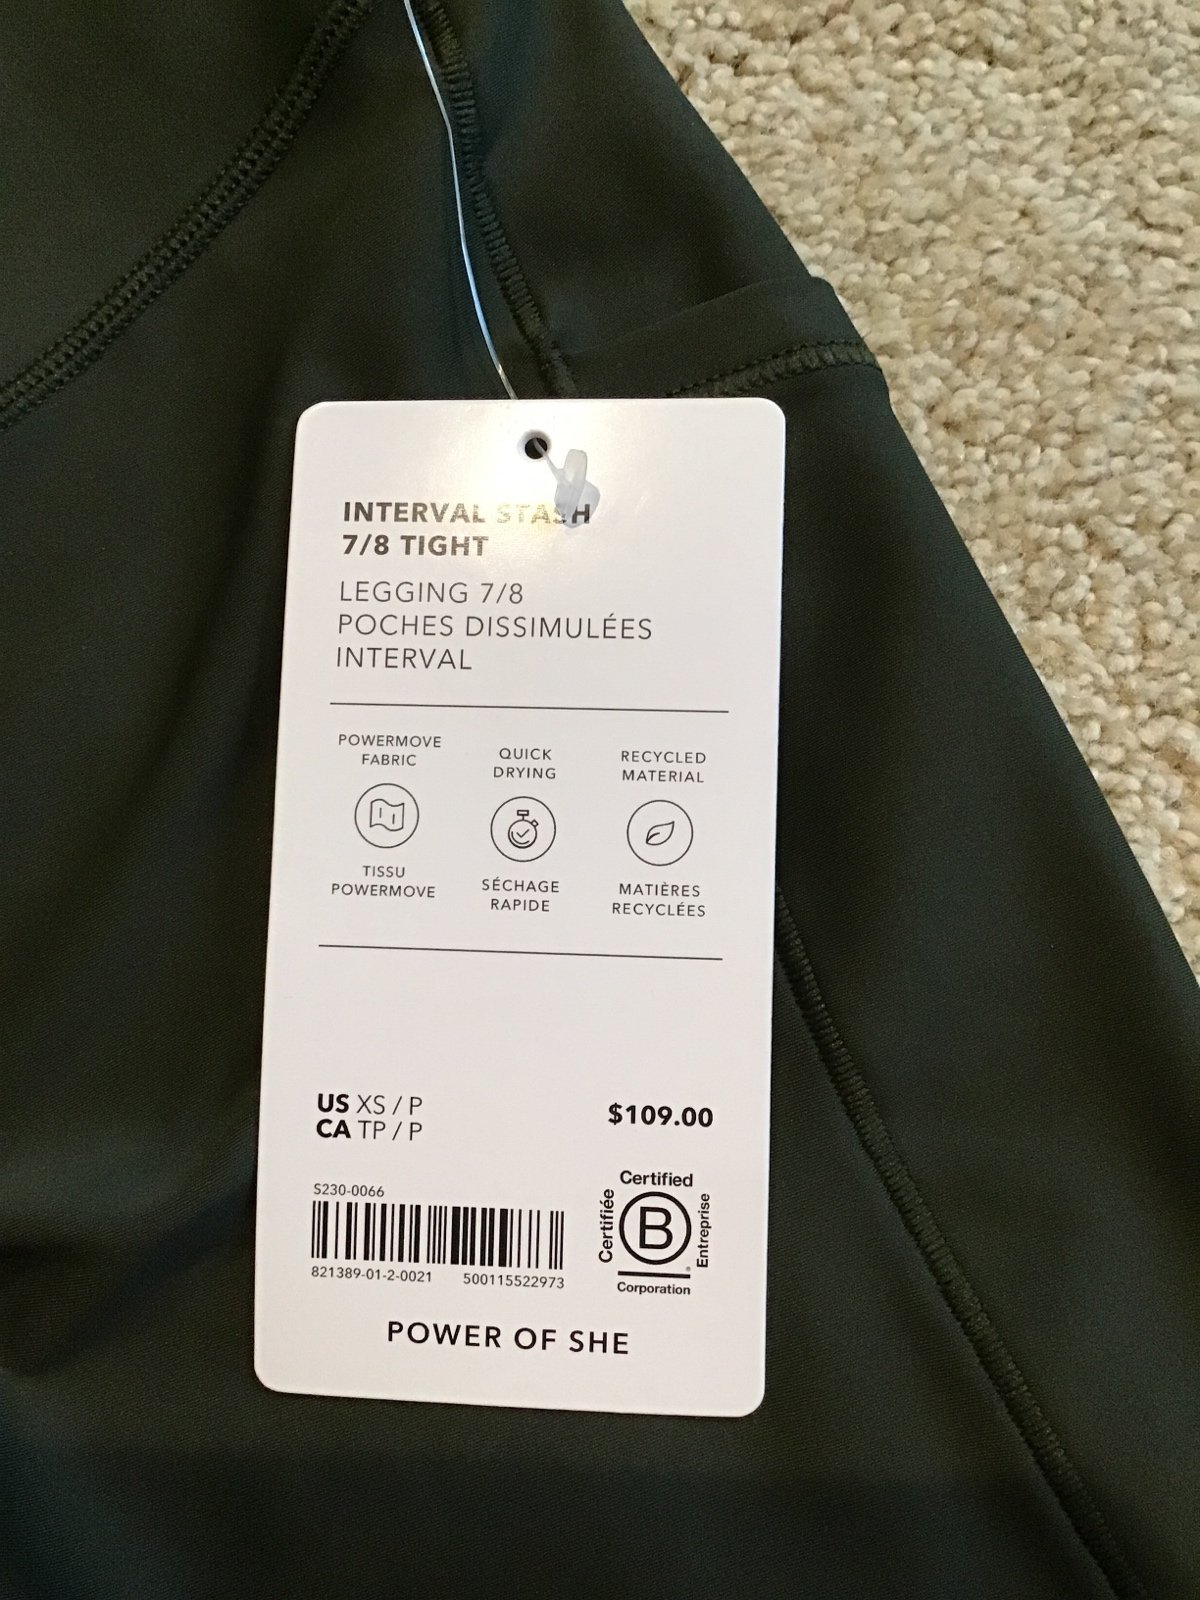 INTERVAL STASH
7/8 TIGHT
LEGGING 7/8
POCHES DISSIMULÉES
INTERVAL
POWERMOVE
FABRIC
QUICK
DRYING
RECYCLED
MATERIAL
TISSU
POWERMOVE
SÉCHAGE
RAPIDE
MATIÈRES
RECYCLÉES
US XS / P
CA TP / P
$109.00
S230-0066
821389-01-2-0021 500115522973
Certified
Certifiée
B
Entreprise
®
Corporation
POWER OF SHE